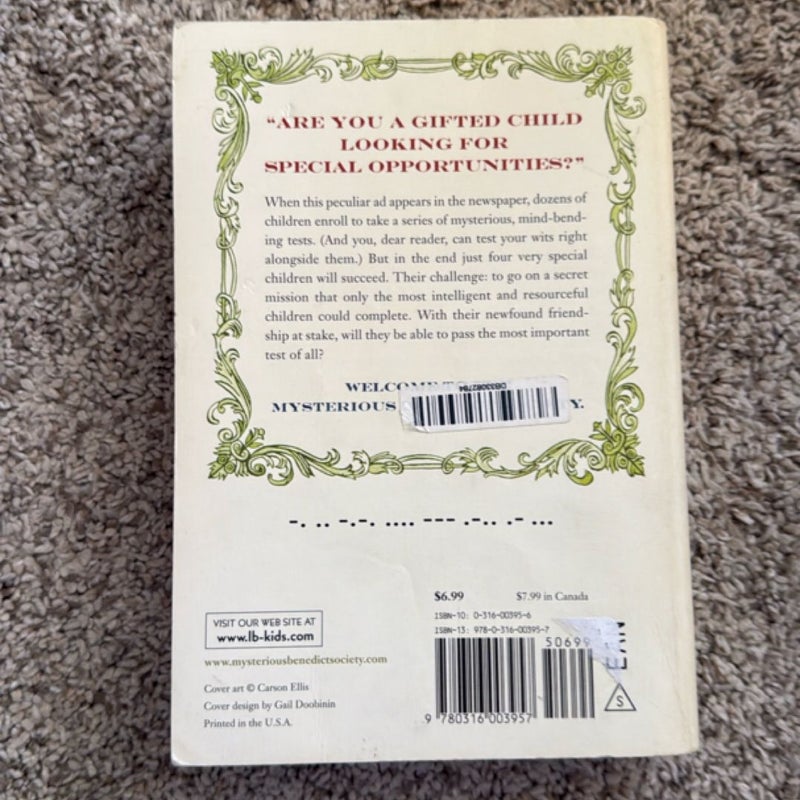 “ARE YOU A GIFTED CHILD
LOOKING FOR
SPECIAL OPPORTUNITIES?”
When this peculiar ad appears in the newspaper, dozens of
children enroll to take a series of mysterious, mind-bend-
ing tests. (And you, dear reader, can test your wits right
alongside them.) But in the end just four very special
children will succeed. Their challenge: to go on a secret
mission that only the most intelligent and resourceful
children could complete. With their newfound friend-
ship at stake, will they be able to pass the most important
test of all?
WELCOME TO
DB33082784
MYSTERIOUS Y.
-. .. -.-. .... --- .-.. .- ...
$6.99 $7.99 in Canada
ISBN-10: 0-316-00395-6
ISBN-13: 978-0-316-00395-7
50699
EAN
9 780316 003957
S
VISIT OUR WEB SITE AT
www.lb-kids.com
www.mysteriousbenedictsociety.com
Cover art © Carson Ellis
Cover design by Gail Doobinin
Printed in the U.S.A.